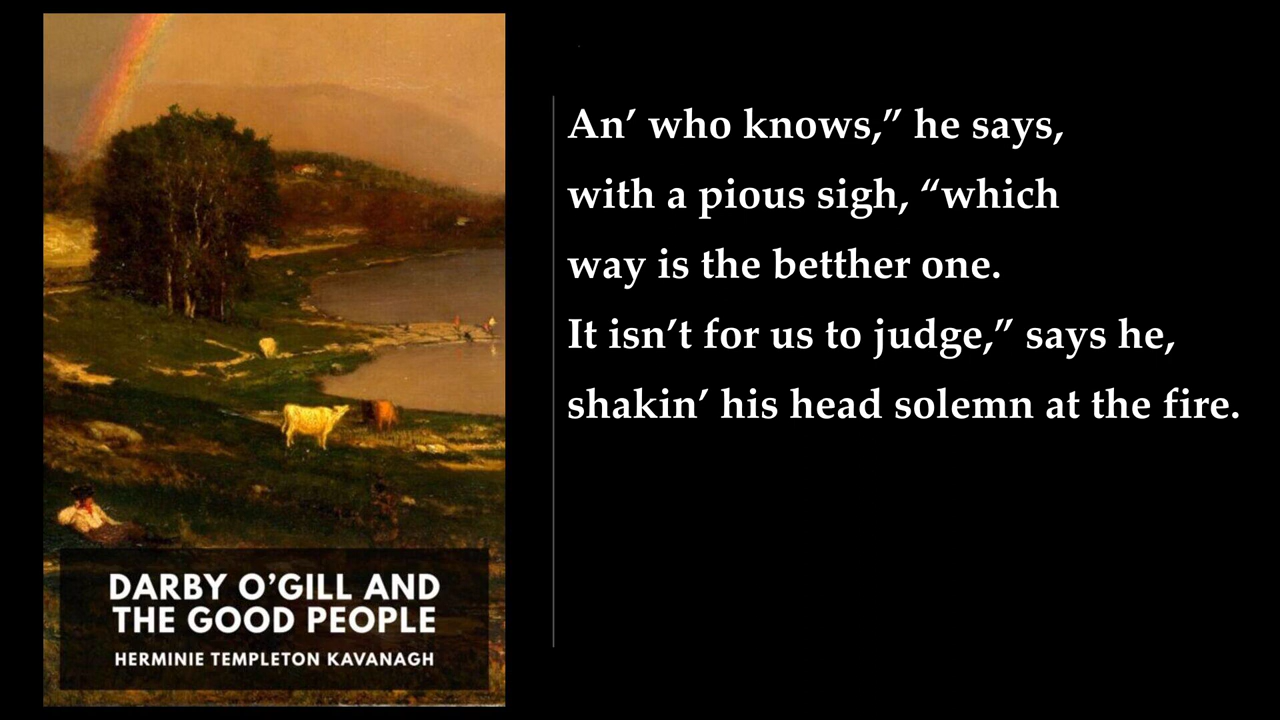 An’ who knows,” he says,
with a pious sigh, “which
way is the betther one.
It isn’t for us to judge,” says he,
shakin’ his head solemn at the fire.
DARBY O’GILL AND
THE GOOD PEOPLE
HERMINIE TEMPLETON KAVANAGH